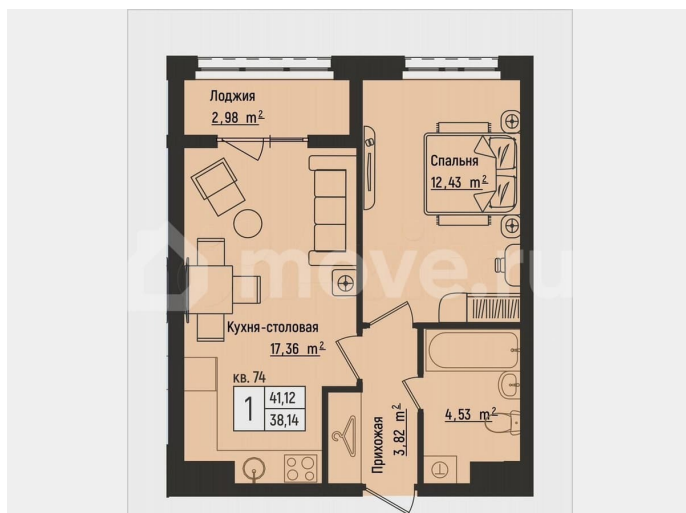 Лоджия
2,98 m²
Спальня
12,43 m²
move.ru
Кухня-столовая
17,36 m²
кв. 74
1
41,12
38,14
Прихожая
3,82 m²
4,53 m²